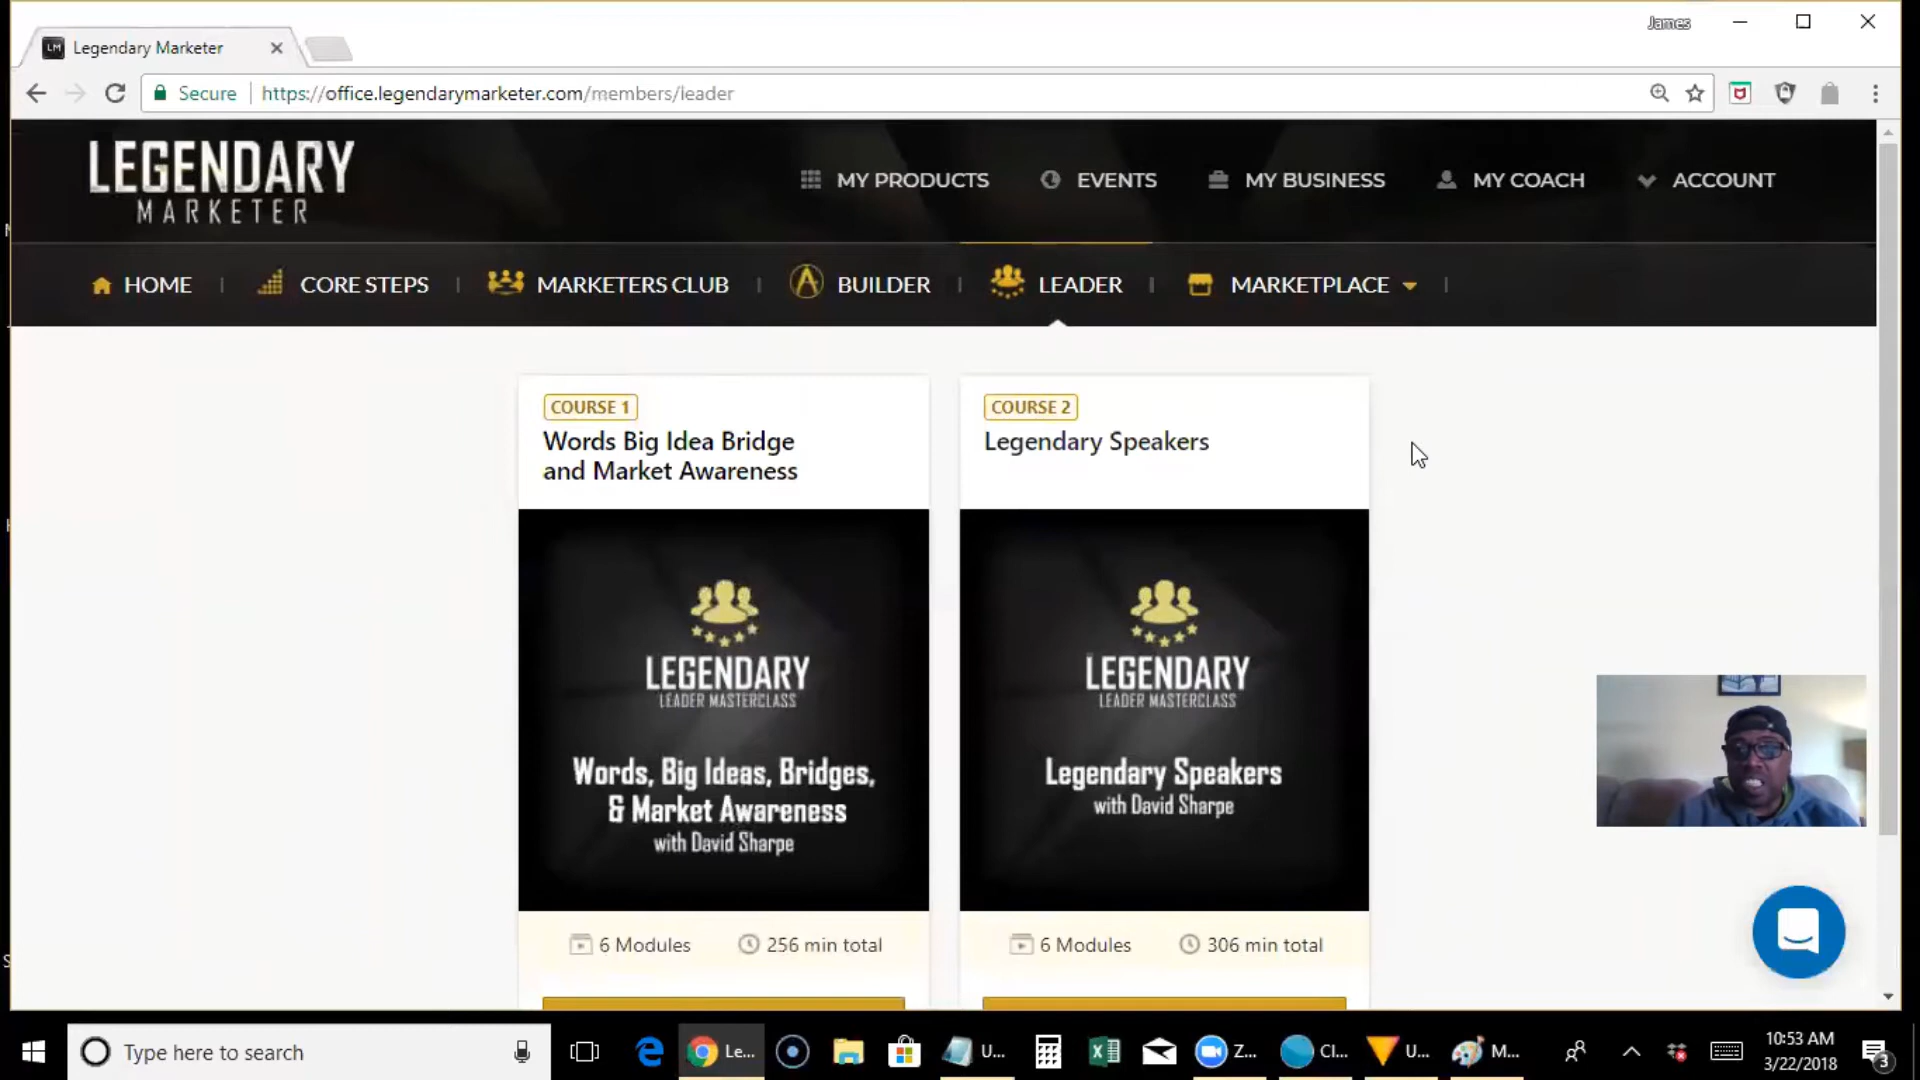 James
Legendary Marketer
Secure
https://office.legendarymarketer.com/members/leader
LEGENDARY
MARKETER
MY PRODUCTS
EVENTS
MY BUSINESS
MY COACH
ACCOUNT
HOME
CORE STEPS
MARKETERS CLUB
BUILDER
LEADER
MARKETPLACE
COURSE 1
Words Big Idea Bridge
and Market Awareness
LEGENDARY
LEADER MASTERCLASS
Words, Big Ideas, Bridges,
& Market Awareness
with David Sharpe
6 Modules
256 min total
COURSE 2
Legendary Speakers
LEGENDARY
LEADER MASTERCLASS
Legendary Speakers
with David Sharpe
6 Modules
306 min total
Type here to search
Le...
U...
Z...
Cl...
U...
M...
10:53 AM
3/22/2018
3